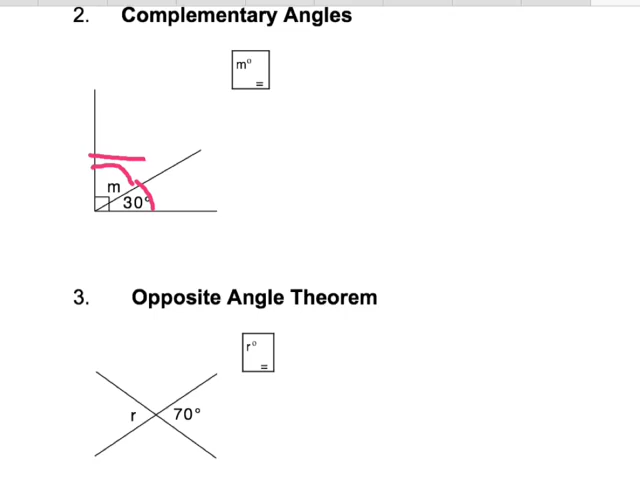 2. Complementary Angles
m°
=
m
30°
3. Opposite Angle Theorem
r°
=
r 70°